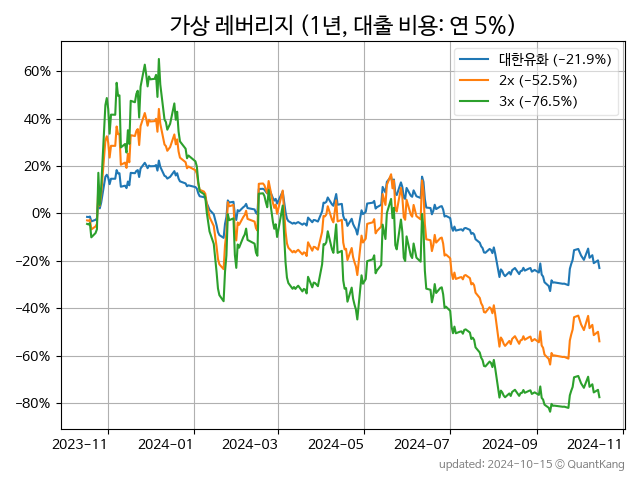 가상 레버리지 (1년, 대출 비용: 연 5%)
대한유화 (-21.9%)
2x (-52.5%)
3x (-76.5%)
60%
40%
20%
0%
-20%
-40%
-60%
-80%
2023-11 2024-01 2024-03 2024-05 2024-07 2024-09 2024-11
updated: 2024-10-15 © QuantKang